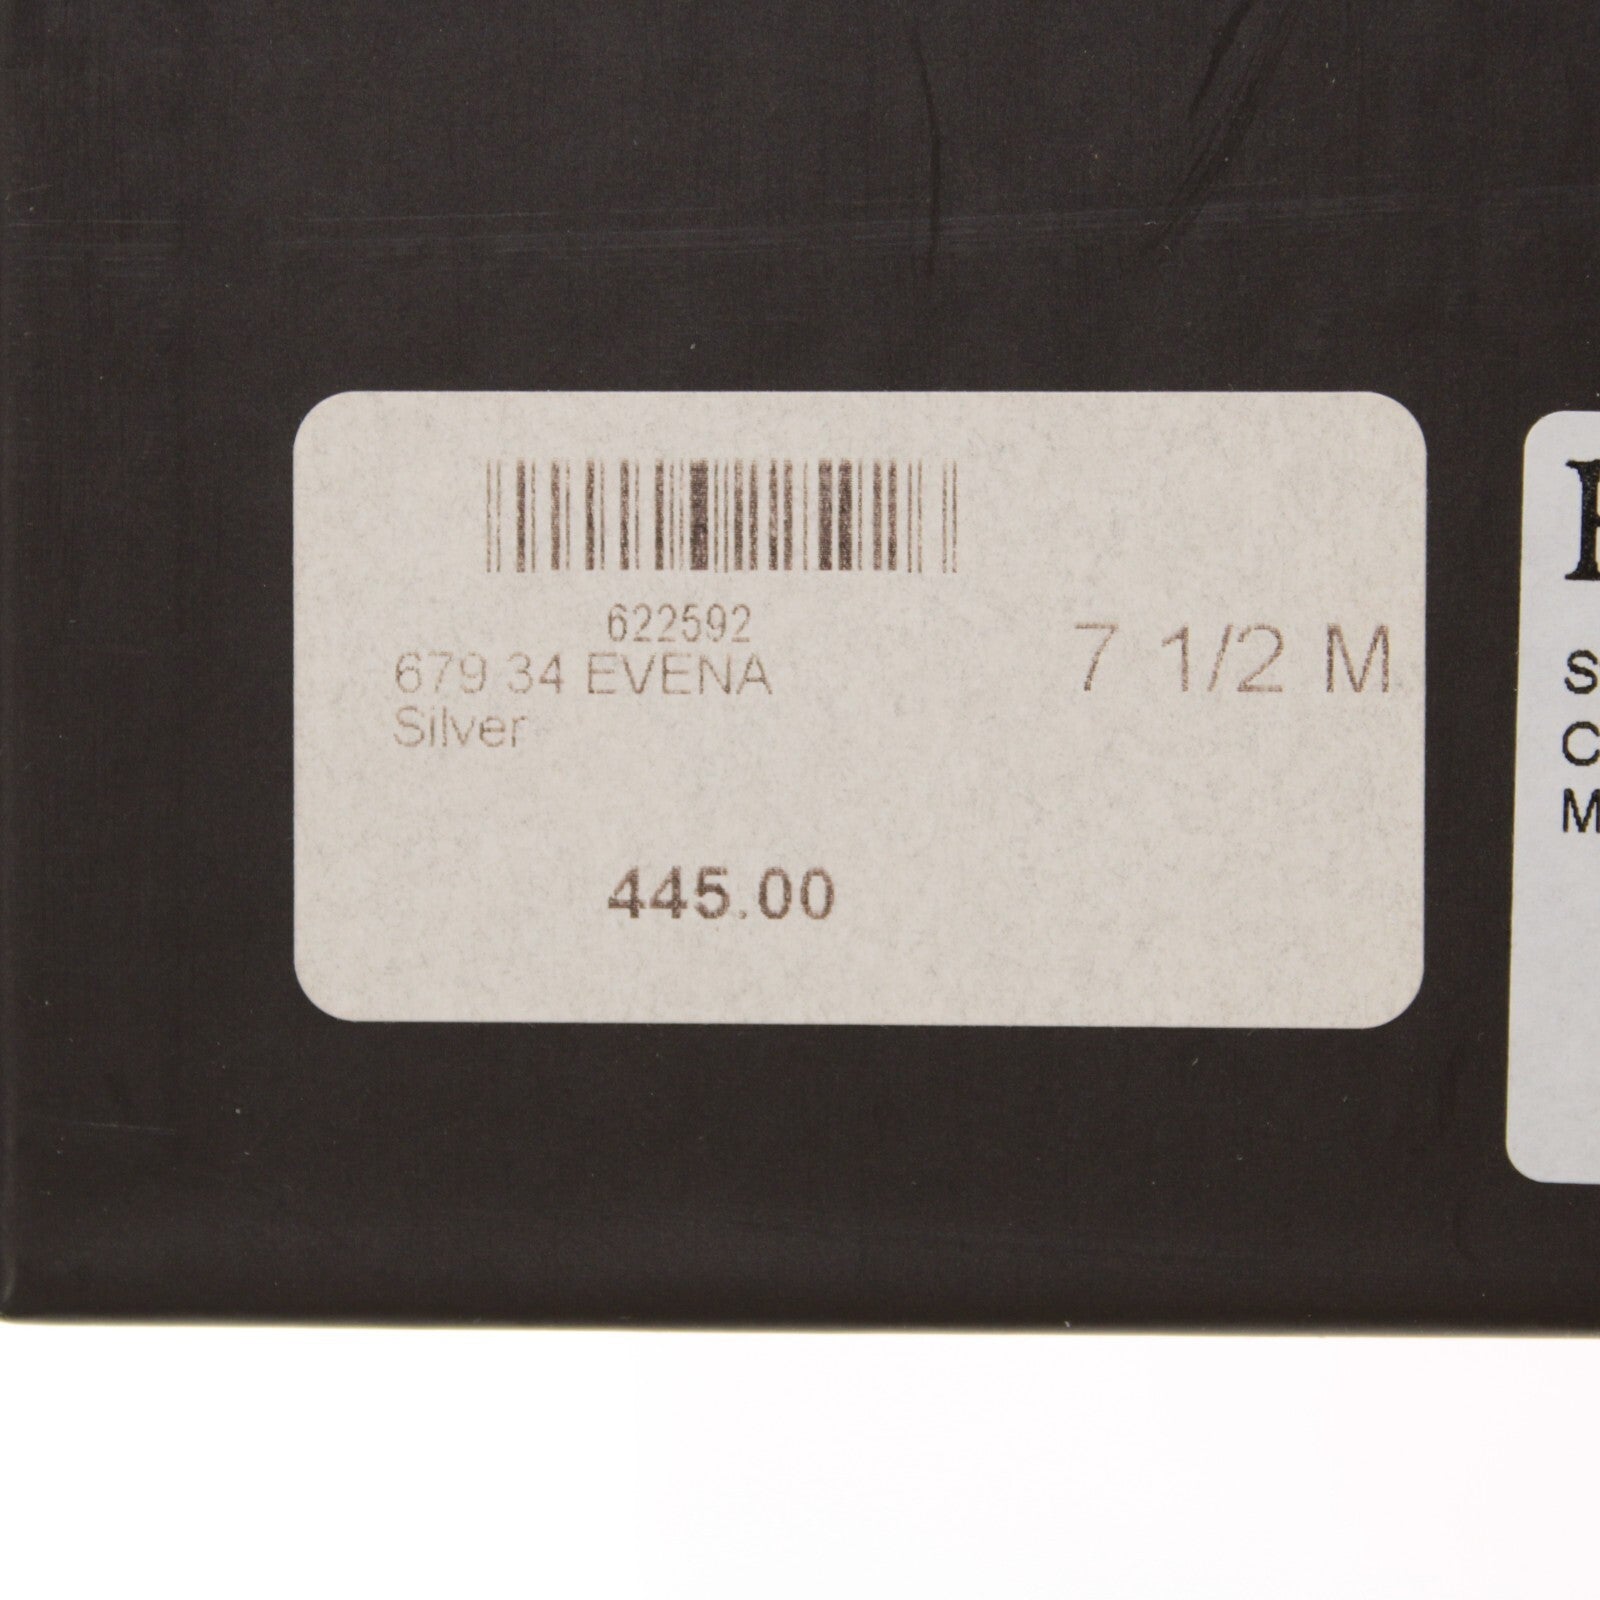 622592
679 34 EVENA
7 1/2 M
Silver
445.00